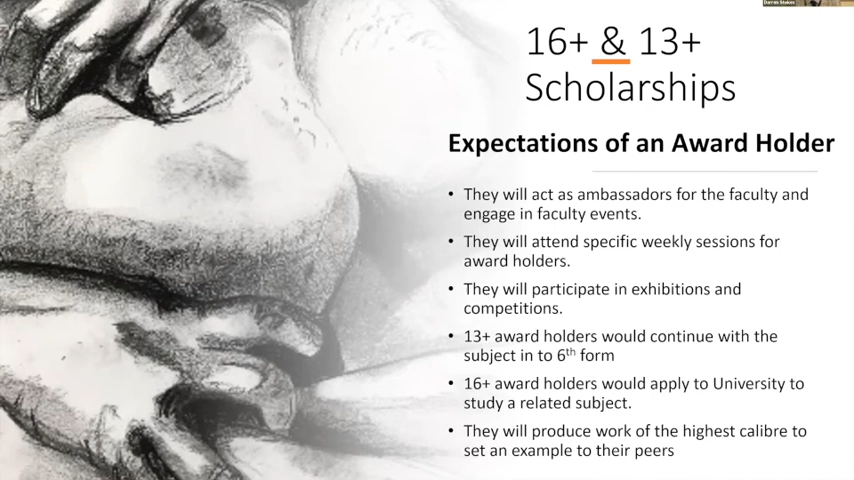 Darren Stokes
16+ & 13+
Scholarships
Expectations of an Award Holder
• They will act as ambassadors for the faculty and
engage in faculty events.
• They will attend specific weekly sessions for
award holders.
• They will participate in exhibitions and
competitions.
• 13+ award holders would continue with the
subject in to 6th form
• 16+ award holders would apply to University to
study a related subject.
• They will produce work of the highest calibre to
set an example to their peers